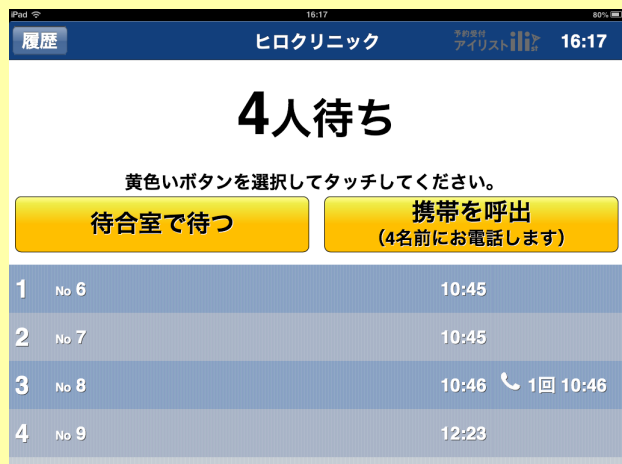 iPad 16:17 80%
履歴 ヒロクリニック 予約受付 アイリスト 16:17
4人待ち
黄色いボタンを選択してタッチしてください。
待合室で待つ
携帯を呼出
(4名前にお電話します)
1 No 6 10:45
2 No 7 10:45
3 No 8 10:46 1回 10:46
4 No 9 12:23